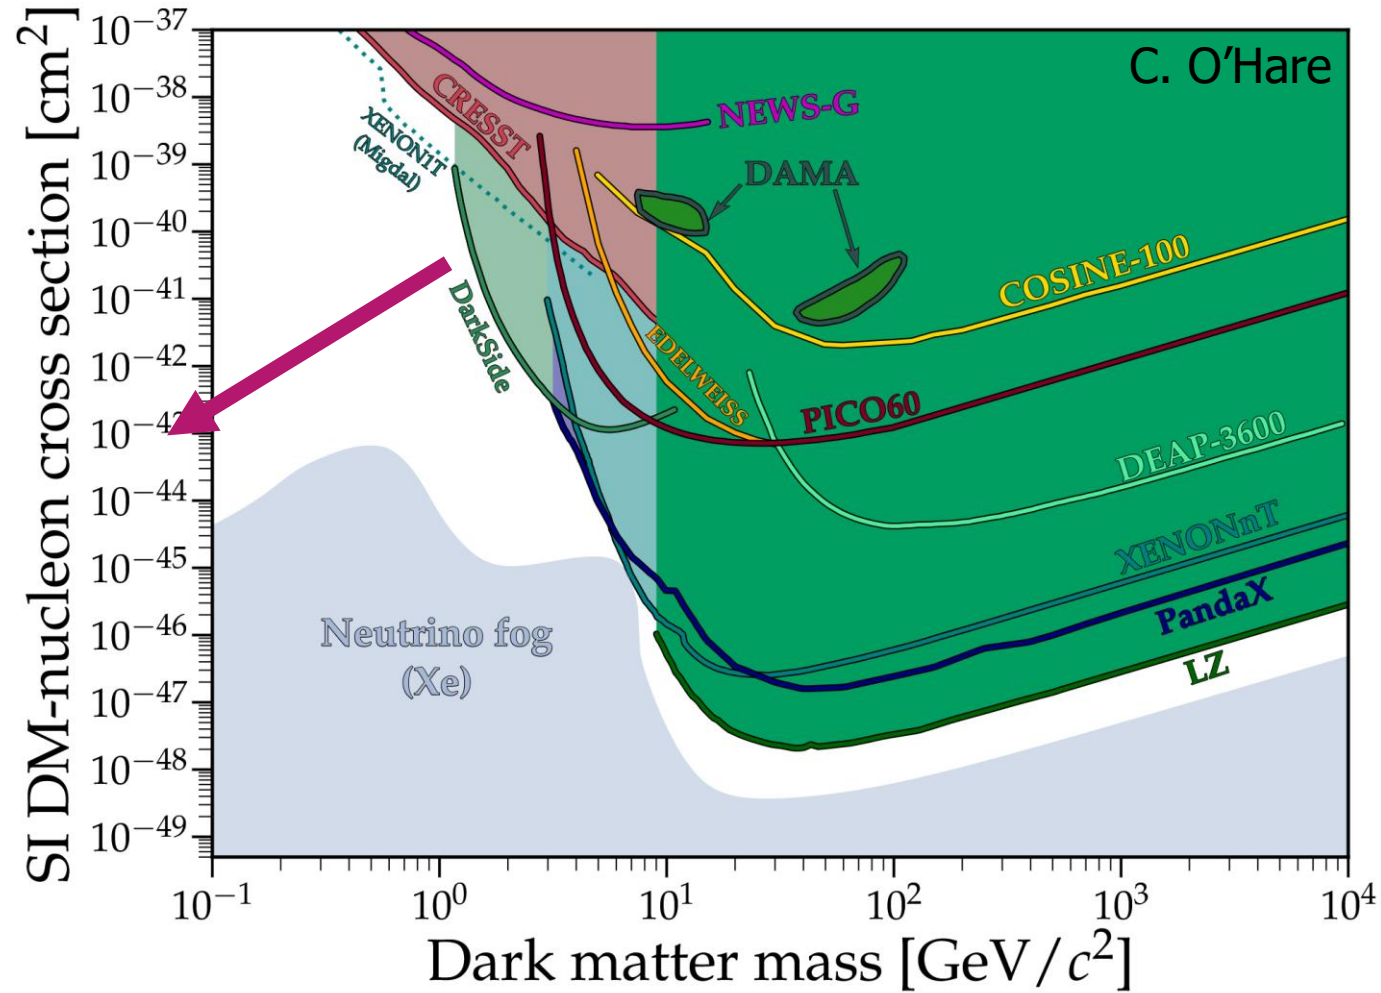 C. O'Hare
SI DM-nucleon cross section [cm²]
10⁻³⁷
10⁻³⁸
10⁻³⁹
10⁻⁴⁰
10⁻⁴¹
10⁻⁴²
10⁻⁴
10⁻⁴⁴
10⁻⁴⁵
10⁻⁴⁶
10⁻⁴⁷
10⁻⁴⁸
10⁻⁴⁹
CRESST
NEWS-G
XENON1T
(Migdal)
DAMA
COSINE-100
DarkSide
EDELWEISS
PICO60
DEAP-3600
XENONnT
PandaX
LZ
Neutrino fog
(Xe)
10⁻¹
10⁰
10¹
10²
10³
10⁴
Dark matter mass [GeV/c²]